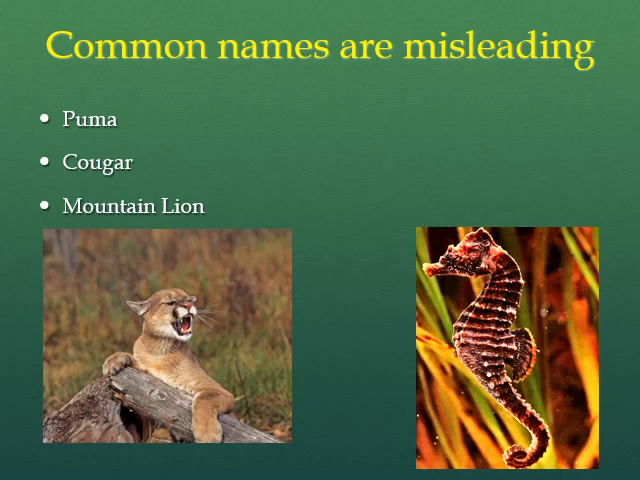 Common names are misleading
• Puma
• Cougar
• Mountain Lion